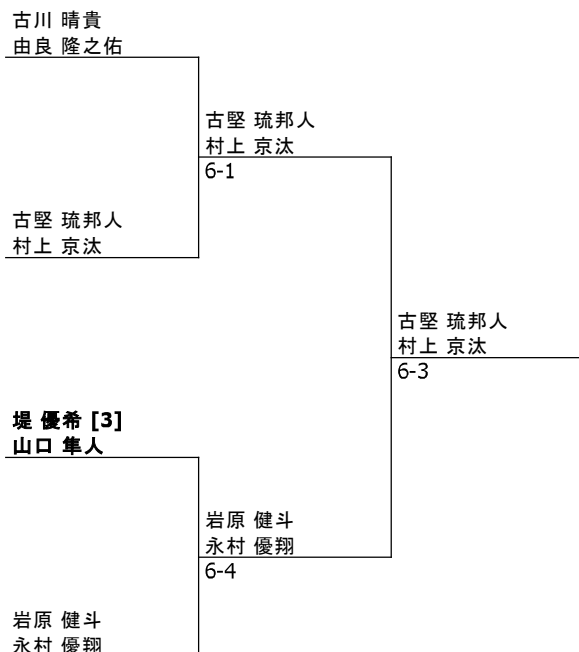 古川 晴貴
由良 隆之佑
古堅 琉邦人
村上 京汰
6-1
古堅 琉邦人
村上 京汰
古堅 琉邦人
村上 京汰
6-3
堤 優希 [3]
山口 隼人
岩原 健斗
永村 優翔
6-4
岩原 健斗
永村 優翔